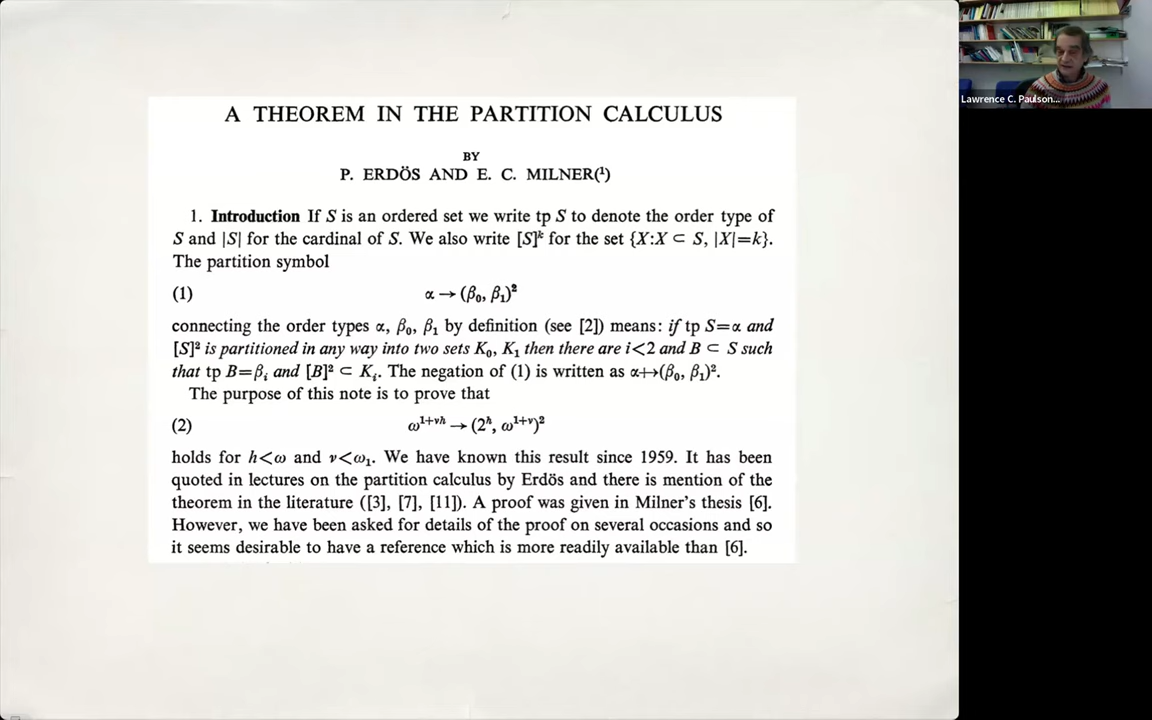 A THEOREM IN THE PARTITION CALCULUS
BY
P. ERDÖS AND E. C. MILNER(¹)
1. Introduction If S is an ordered set we write tp S to denote the order type of
S and |S| for the cardinal of S. We also write [S]ᵏ for the set {X:X ⊂ S, |X|=k}.
The partition symbol
(1) α → (β₀, β₁)²
connecting the order types α, β₀, β₁ by definition (see [2]) means: if tp S=α and
[S]² is partitioned in any way into two sets K₀, K₁ then there are i<2 and B ⊂ S such
that tp B=βᵢ and [B]² ⊂ Kᵢ. The negation of (1) is written as α↛(β₀, β₁)².
The purpose of this note is to prove that
(2) ω¹⁺ᵛʰ → (2ʰ, ω¹⁺ᵛ)²
holds for h<ω and ν<ω₁. We have known this result since 1959. It has been
quoted in lectures on the partition calculus by Erdös and there is mention of the
theorem in the literature ([3], [7], [11]). A proof was given in Milner's thesis [6].
However, we have been asked for details of the proof on several occasions and so
it seems desirable to have a reference which is more readily available than [6].
Lawrence C. Paulson...